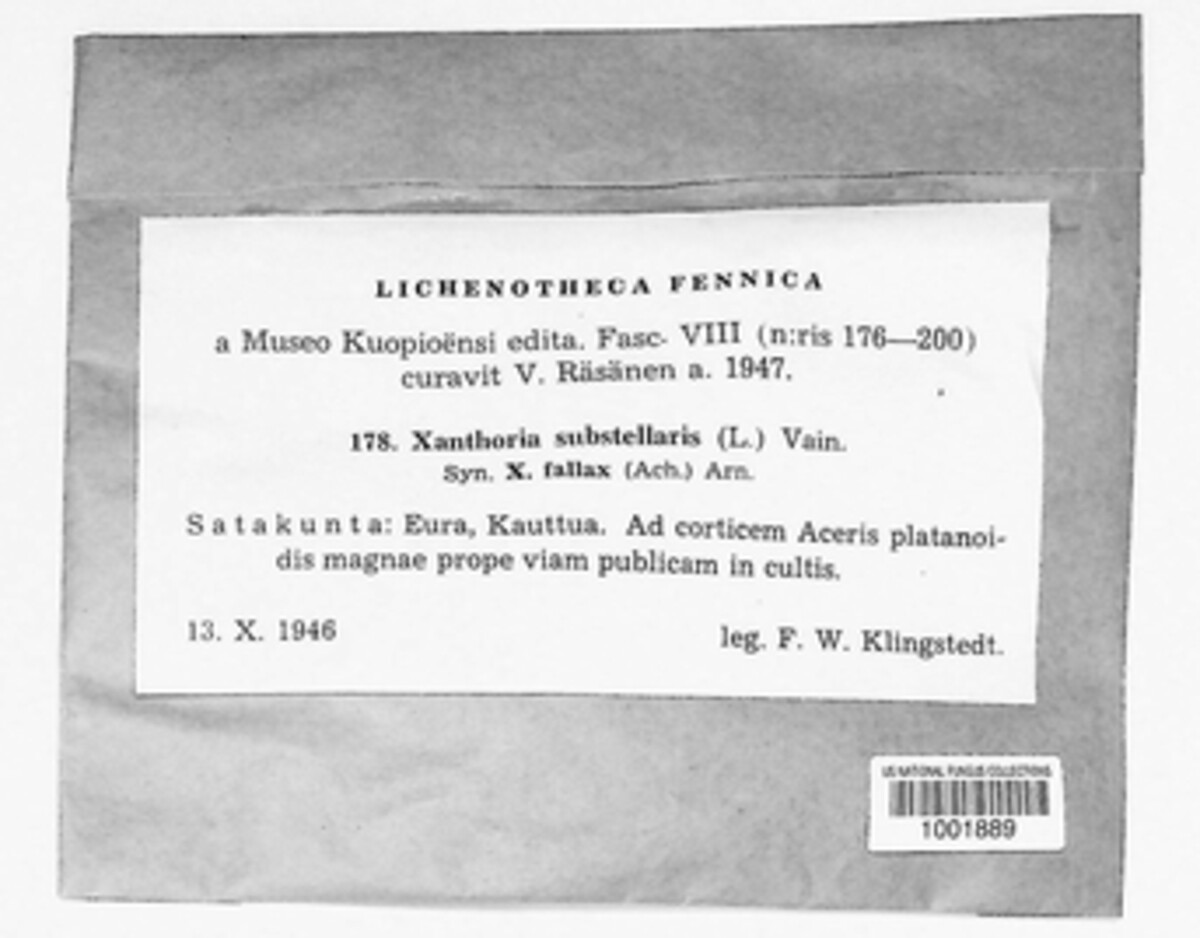 LICHENOTHECA FENNICA
a Museo Kuopioënsi edita. Fasc. VIII (n:ris 176—200)
curavit V. Räsänen a. 1947.
178. Xanthoria substellaris (L.) Vain.
Syn. X. fallax (Ach.) Arn.
Satakunta: Eura, Kauttua. Ad corticem Aceris platanoi-
dis magnae prope viam publicam in cultis.
13. X. 1946 leg. F. W. Klingstedt.
US NATIONAL FUNGUS COLLECTIONS
1001889